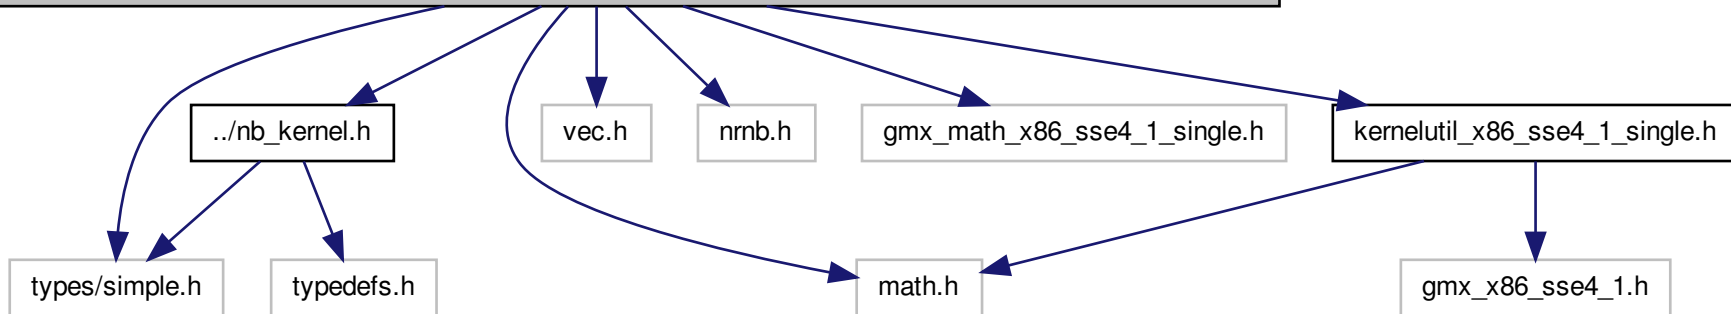 ../nb_kernel.h
vec.h
nrnb.h
gmx_math_x86_sse4_1_single.h
kernelutil_x86_sse4_1_single.h
types/simple.h
typedefs.h
math.h
gmx_x86_sse4_1.h